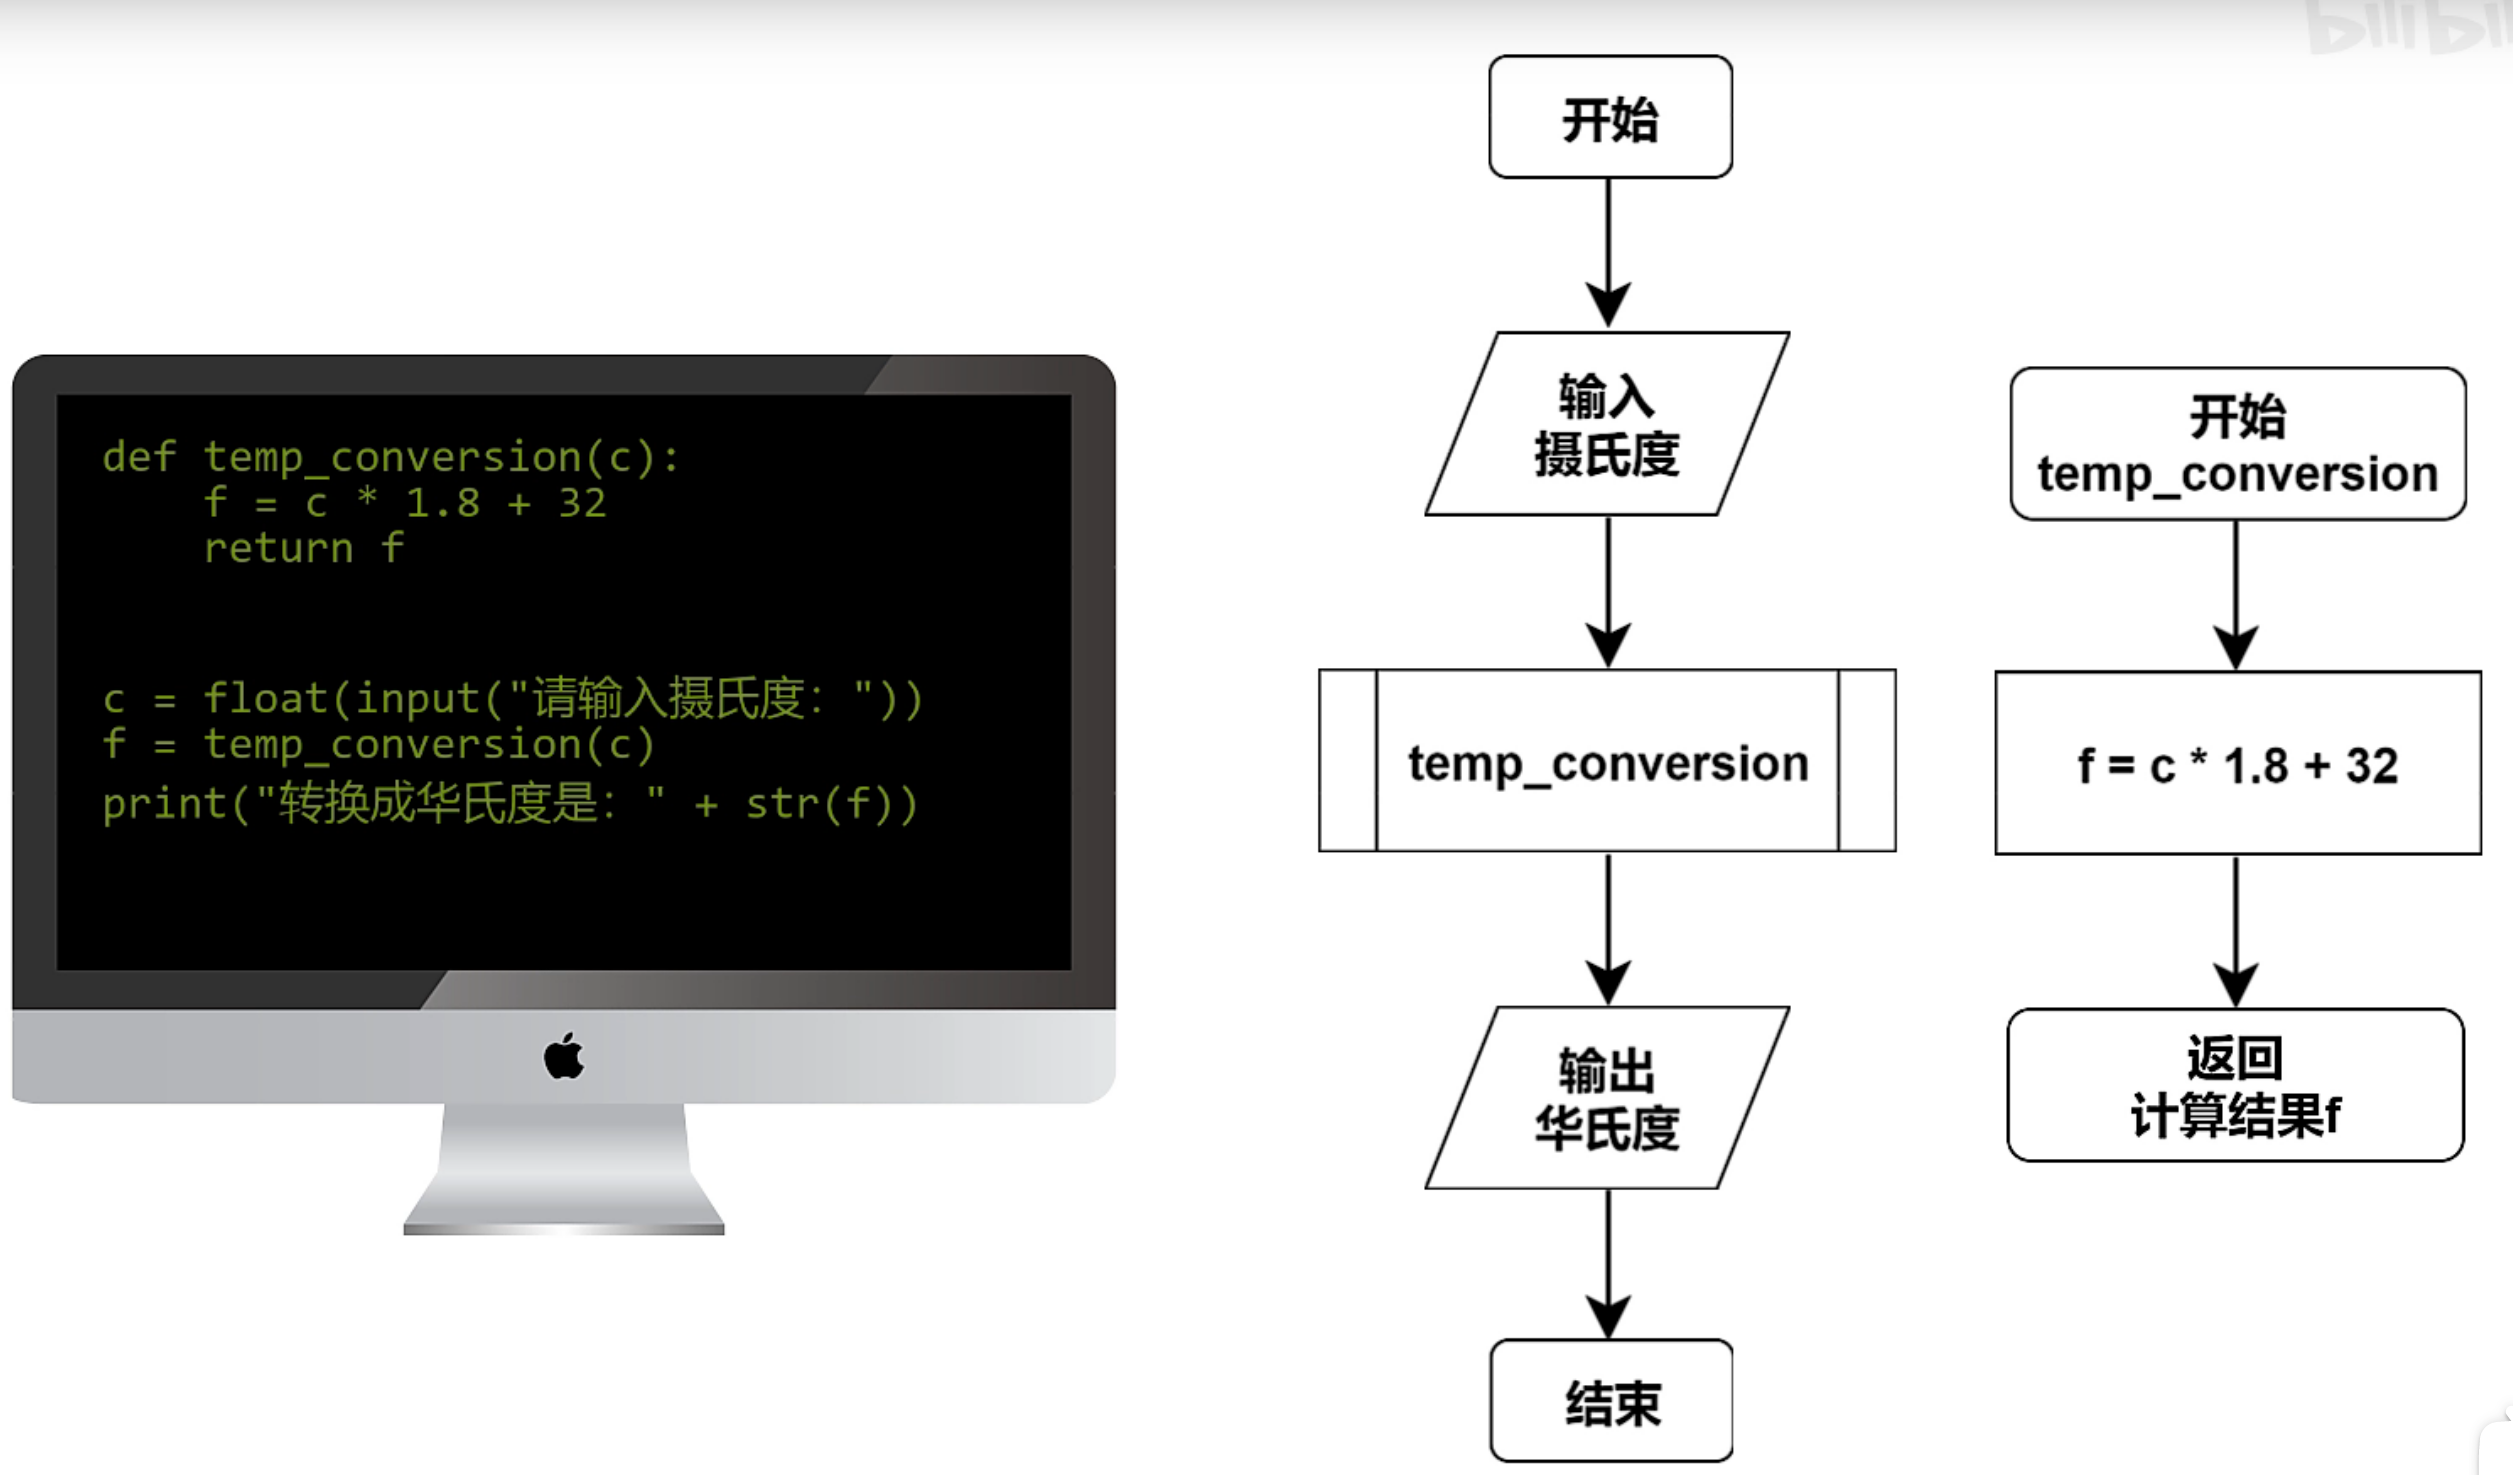 def temp_conversion(c):
    f = c * 1.8 + 32
    return f
c = float(input("请输入摄氏度: "))
f = temp_conversion(c)
print("转换成华氏度是: " + str(f))
开始
输入
摄氏度
temp_conversion
输出
华氏度
结束
开始
temp_conversion
f = c * 1.8 + 32
返回
计算结果f